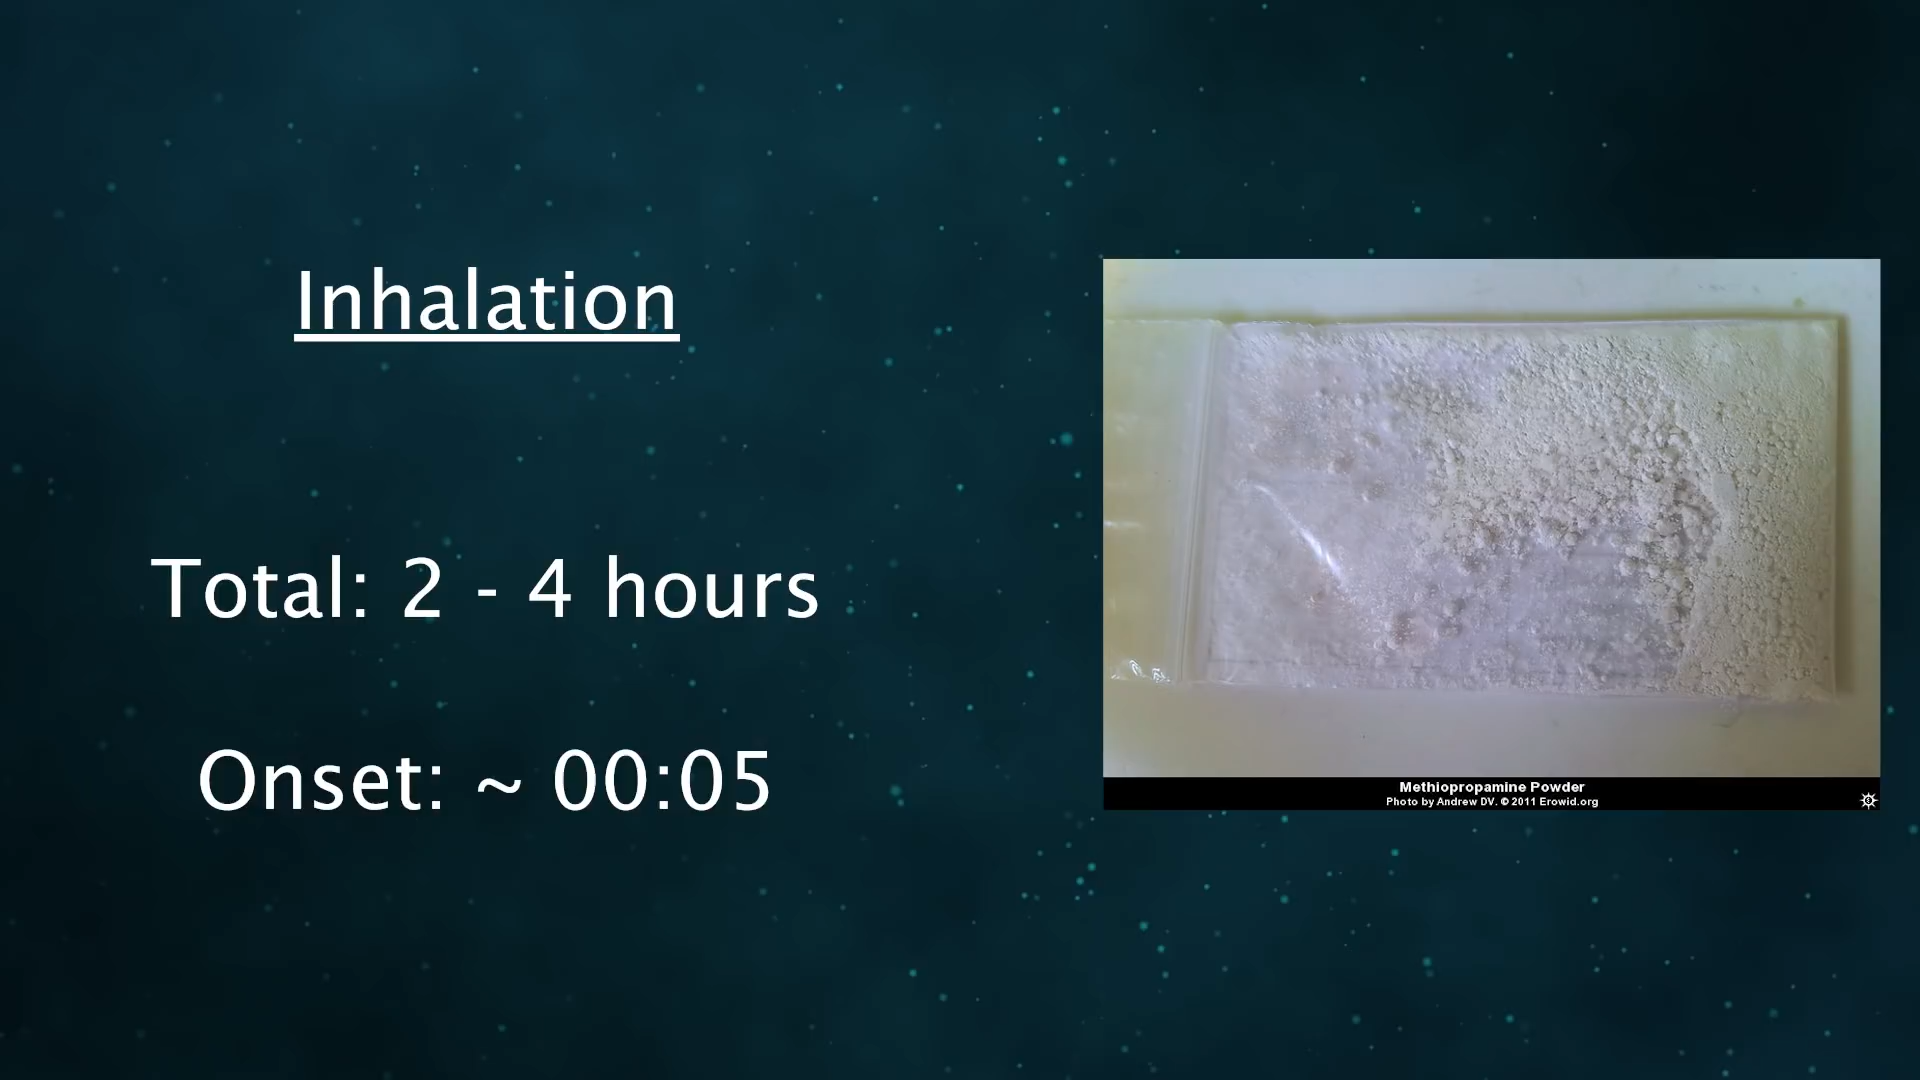 Inhalation
Total: 2 - 4 hours
Onset: ~ 00:05
Methiopropamine Powder
Photo by Andrew DV. © 2011 Erowid.org